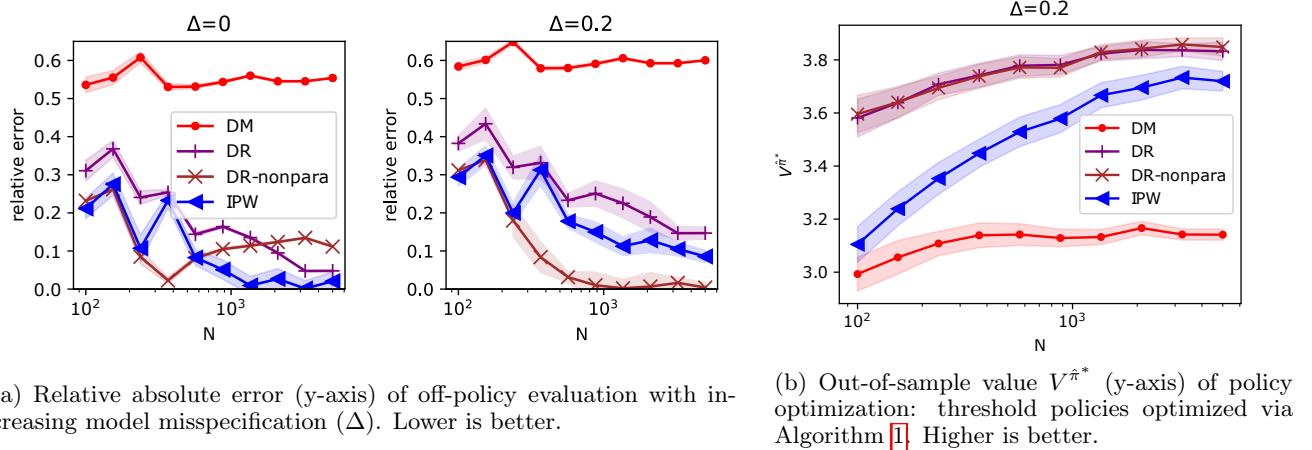 Δ=0
0.6
0.5
0.4
0.3
0.2
0.1
0.0
relative error
DM
DR
DR-nonpara
IPW
10²
10³
N
Δ=0.2
0.6
0.5
0.4
0.3
0.2
0.1
0.0
relative error
10²
10³
N
a) Relative absolute error (y-axis) of off-policy evaluation with in-
creasing model misspecification (Δ). Lower is better.
Δ=0.2
3.8
3.6
3.4
3.2
3.0
V^π̂*
DM
DR
DR-nonpara
IPW
10²
10³
N
(b) Out-of-sample value V^π̂* (y-axis) of policy
optimization: threshold policies optimized via
Algorithm 1. Higher is better.